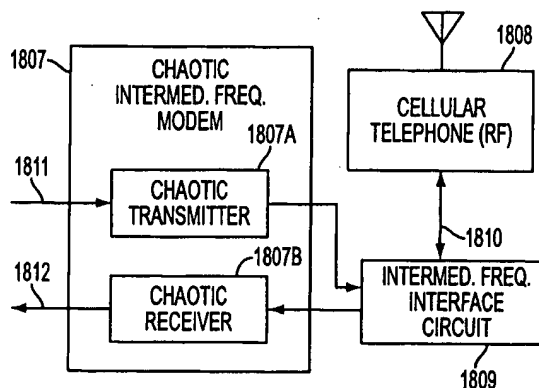 1807
CHAOTIC
INTERMED. FREQ.
MODEM
1807A
1811
CHAOTIC
TRANSMITTER
1807B
1812
CHAOTIC
RECEIVER
1808
CELLULAR
TELEPHONE (RF)
1810
INTERMED. FREQ.
INTERFACE
CIRCUIT
1809